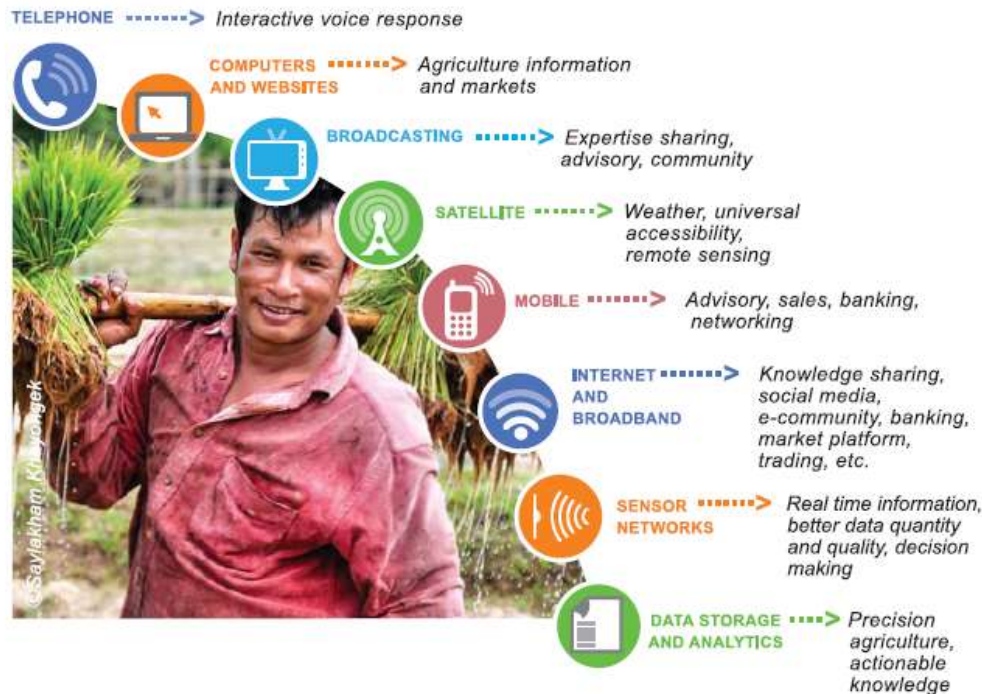 TELEPHONE Interactive voice response
COMPUTERS AND WEBSITES Agriculture information
and markets
BROADCASTING Expertise sharing,
advisory, community
SATELLITE Weather, universal
accessibility,
remote sensing
MOBILE Advisory, sales, banking,
networking
INTERNET AND BROADBAND Knowledge sharing,
social media,
e-community, banking,
market platform,
trading, etc.
SENSOR NETWORKS Real time information,
better data quantity
and quality, decision
making
DATA STORAGE AND ANALYTICS Precision
agriculture,
actionable
knowledge
©Saylakham